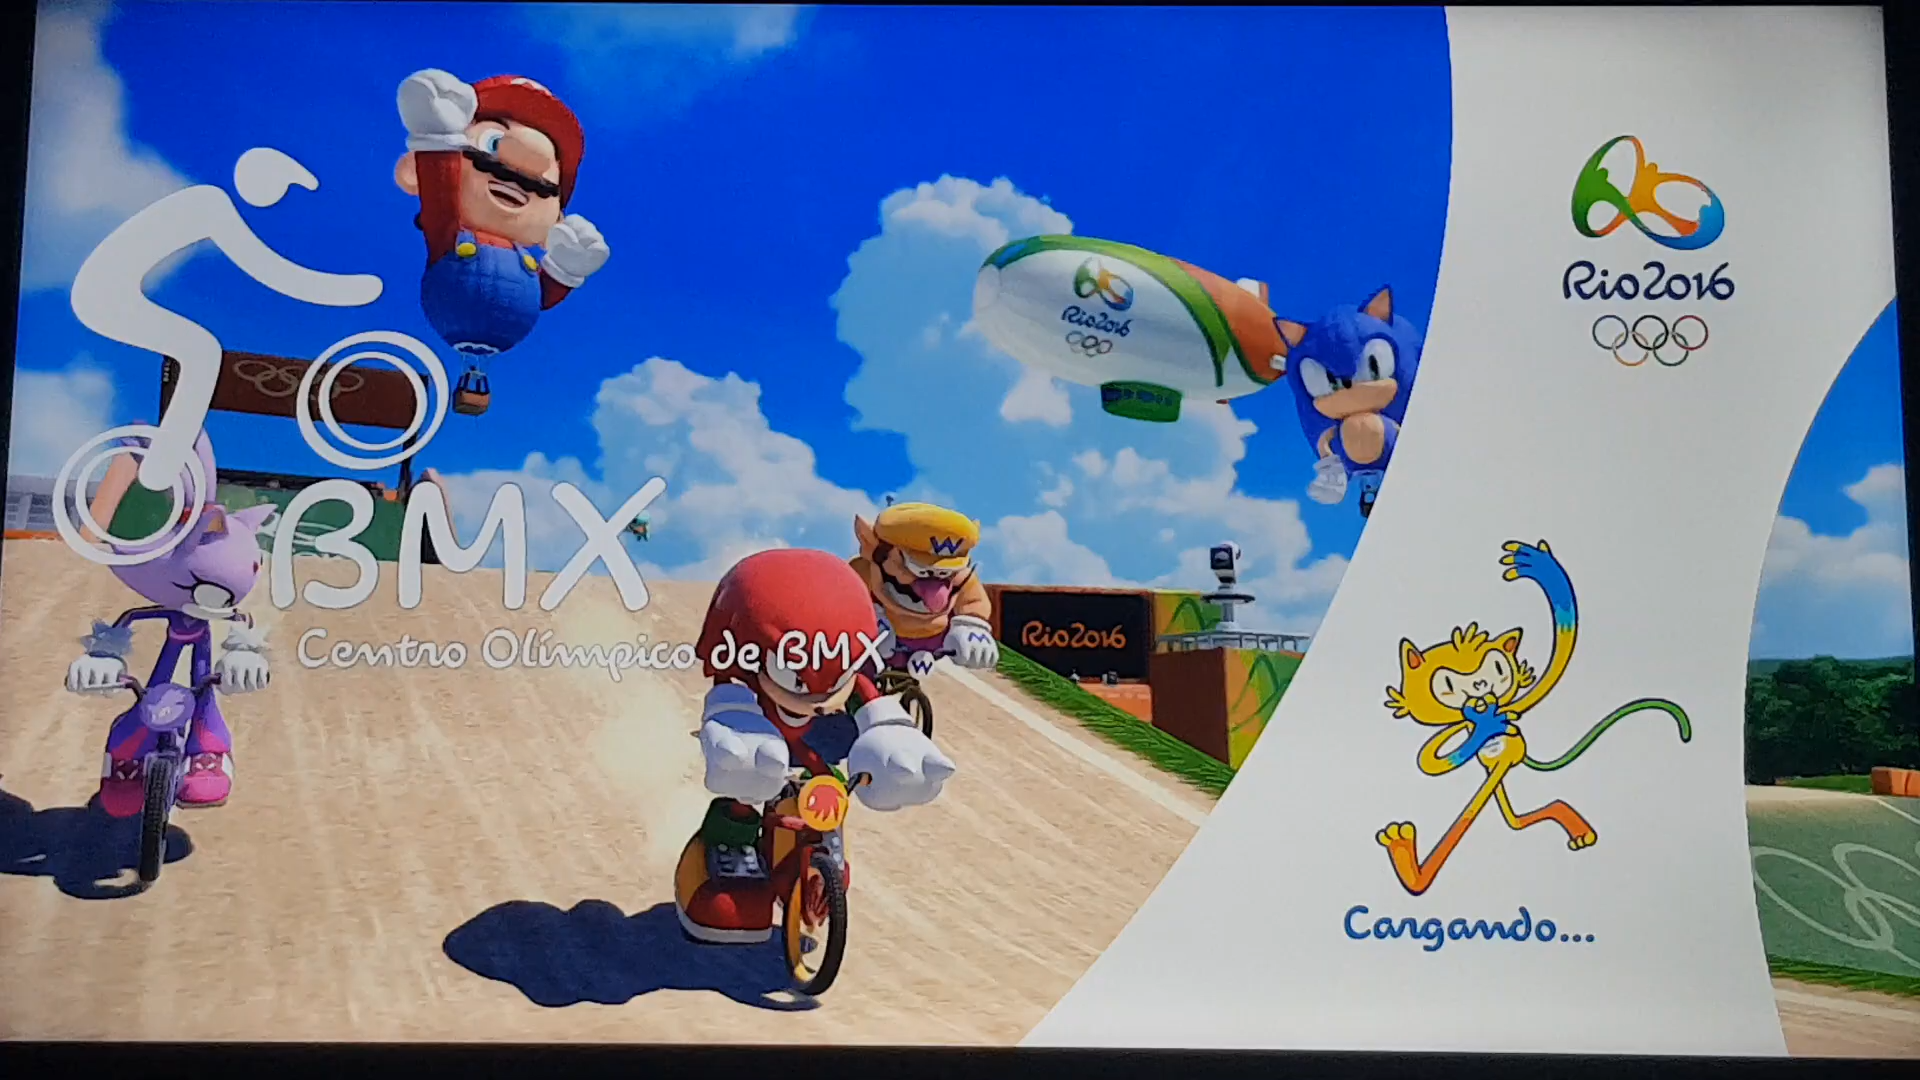 BMX
Centro Olímpico de BMX
Rio2016
Rio2016
Rio2016
W
W
Cargando...